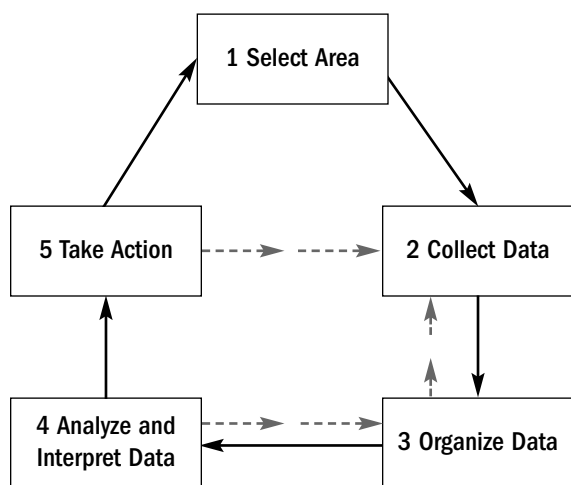 1 Select Area
5 Take Action
2 Collect Data
4 Analyze and
Interpret Data
3 Organize Data